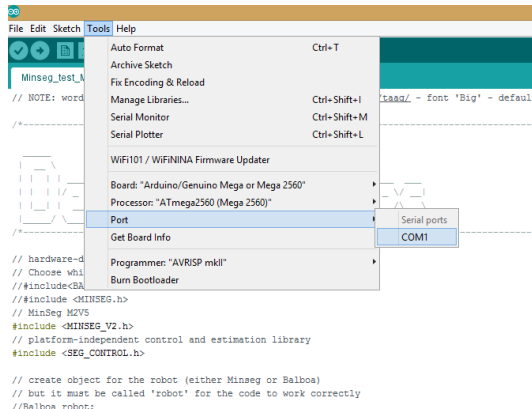 File Edit Sketch Tools Help
Minseg_test_M
Auto Format Ctrl+T
Archive Sketch
Fix Encoding & Reload
Manage Libraries... Ctrl+Shift+I
Serial Monitor Ctrl+Shift+M
Serial Plotter Ctrl+Shift+L
WiFi101 / WiFiNINA Firmware Updater
Board: "Arduino/Genuino Mega or Mega 2560"
Processor: "ATmega2560 (Mega 2560)"
Port
Get Board Info
Programmer: "AVRISP mkII"
Burn Bootloader
Serial ports
COM1
// NOTE: word /taag/ - font 'Big' - defaul
// hardware-d
// Choose whi
//#include<BA
//#include <MINSEG.h>
// MinSeg M2V5
#include <MINSEG_V2.h>
// platform-independent control and estimation library
#include <SEG_CONTROL.h>
// create object for the robot (either Minseg or Balboa)
// but it must be called 'robot' for the code to work correctly
//Balboa robot;